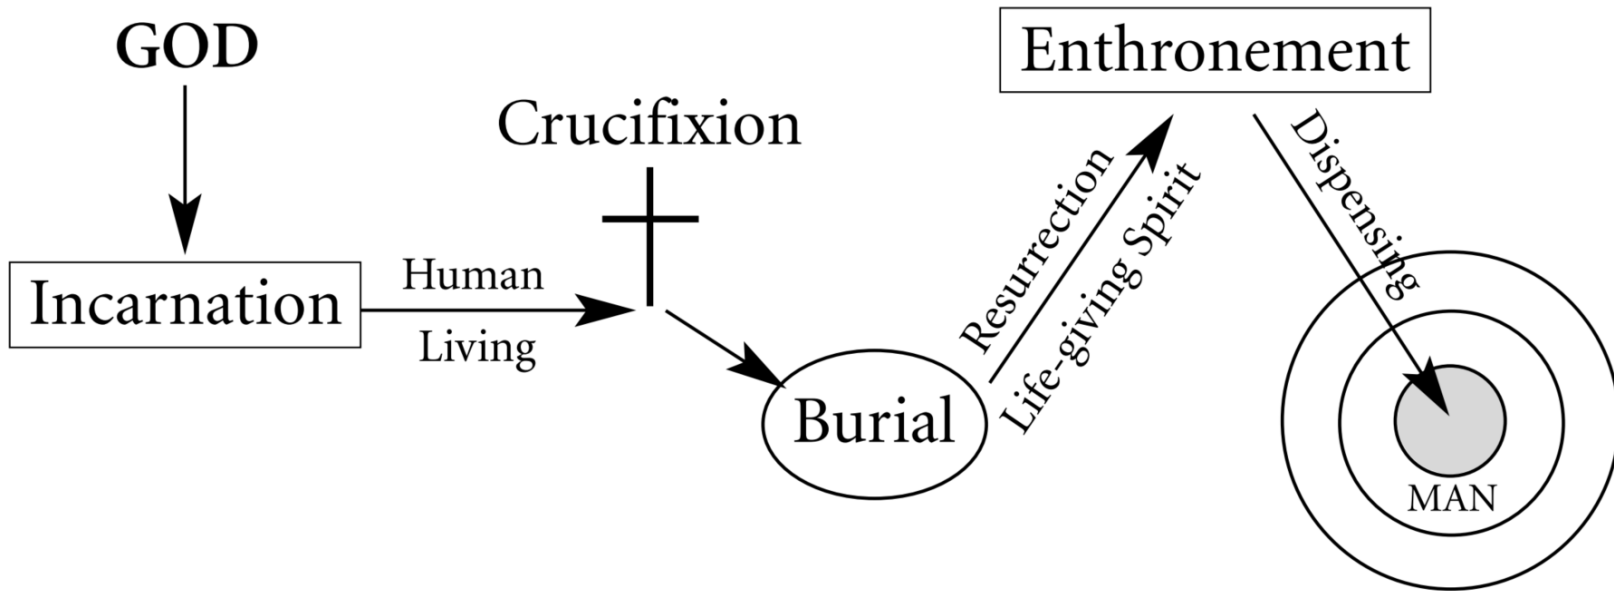 GOD
Incarnation
Human
Living
Crucifixion
Burial
Resurrection
Life-giving Spirit
Enthronement
Dispensing
MAN